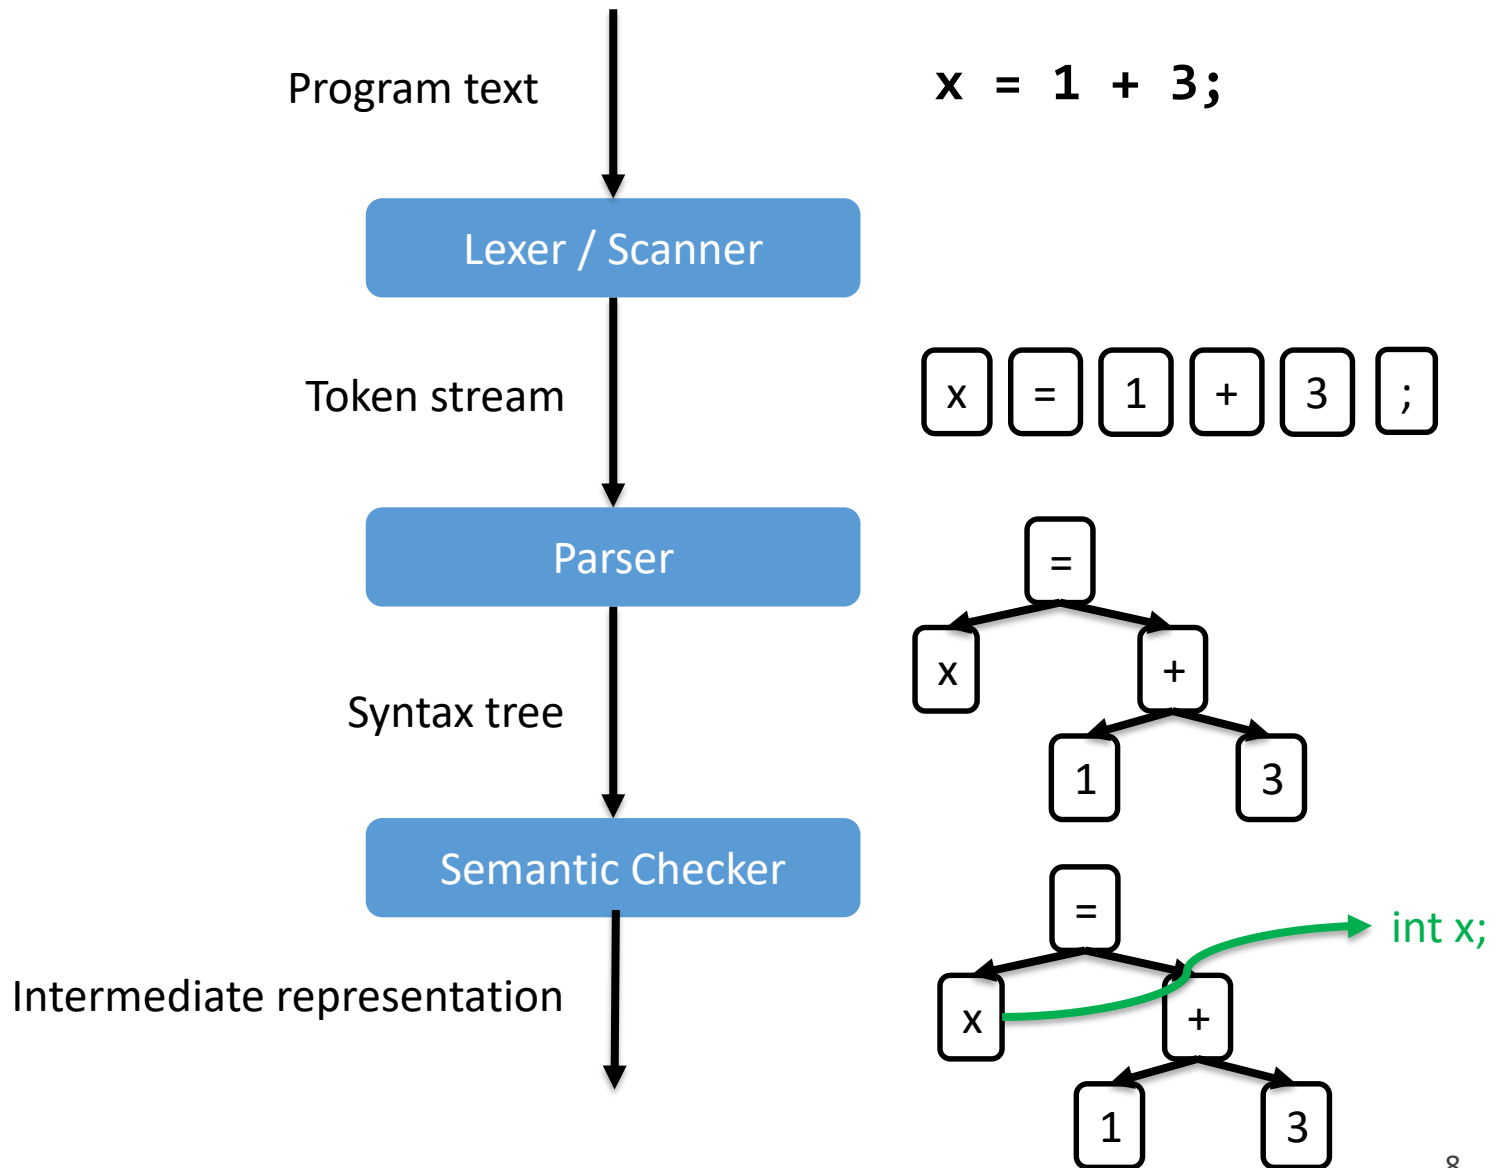 Program text
x = 1 + 3;
Lexer / Scanner
Token stream
x = 1 + 3 ;
Parser
=
x +
Syntax tree
1 3
Semantic Checker
=
int x;
Intermediate representation
x +
1 3
8